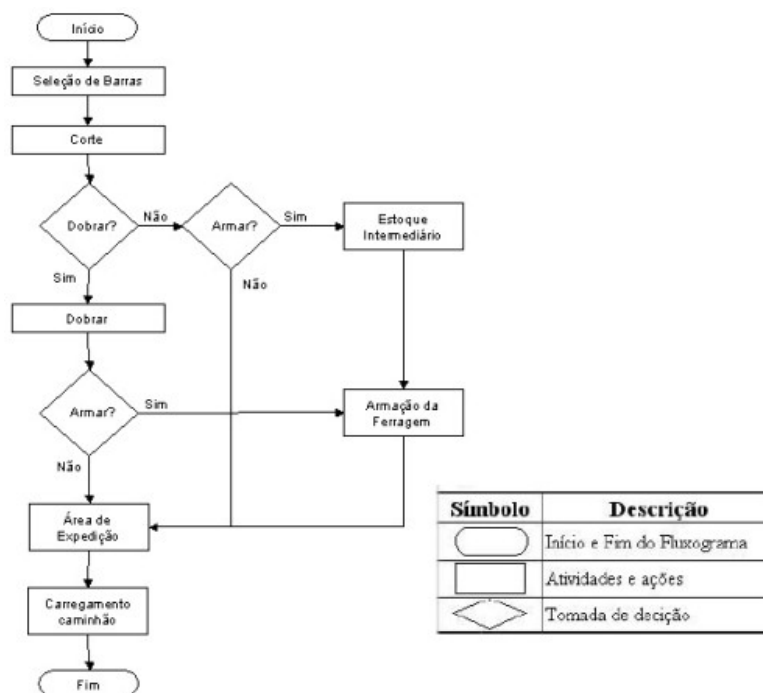 Início
Seleção de Barras
Corte
Dobrar?
Não
Armar?
Sim
Estoque
Intermediário
Sim
Não
Dobrar
Armar?
Sim
Armação da
Ferragem
Não
Área de
Expedição
Carregamento
caminhão
Fim
Símbolo Descrição
Início e Fim do Fluxograma
Atividades e ações
Tomada de decição